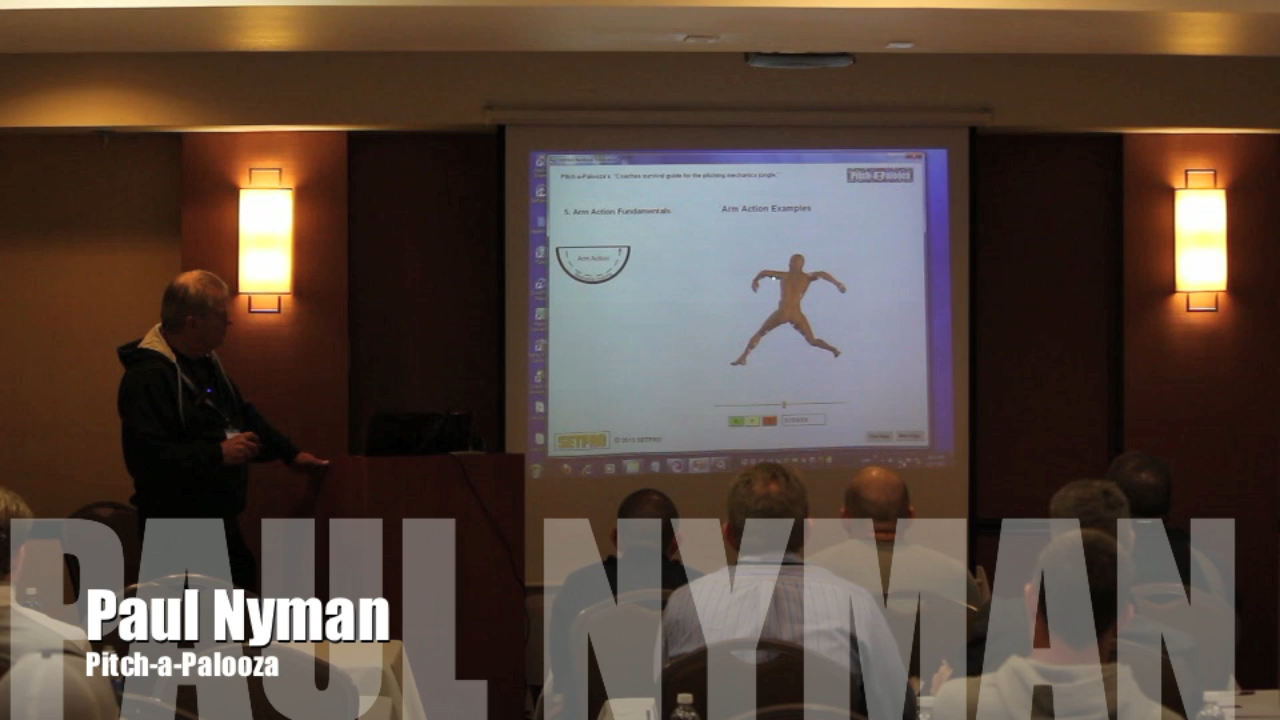 Pitch-a-Palooza's "Coaches survival guide for the pitching mechanics jungle."
Pitch-A-Palooza
5. Arm Action Fundamentals
Arm Action Examples
Arm Action
SETPRO
SETPRO
PAUL NYMAN
Paul Nyman
Pitch-a-Palooza